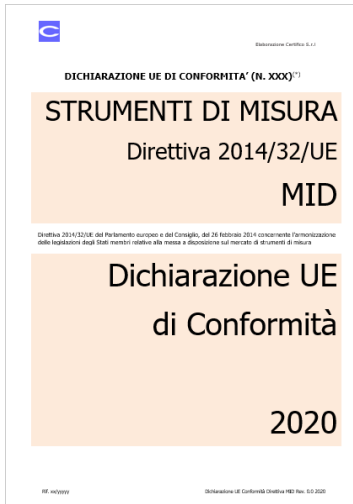 Elaborazione Certifico S.r.l
DICHIARAZIONE UE DI CONFORMITA’ (N. XXX)(*)
STRUMENTI DI MISURA
Direttiva 2014/32/UE
MID
Direttiva 2014/32/UE del Parlamento europeo e del Consiglio, del 26 febbraio 2014 concernente l’armonizzazione
delle legislazioni degli Stati membri relative alla messa a disposizione sul mercato di strumenti di misura
Dichiarazione UE
di Conformità
2020
Rif. xx/yyyy Dichiarazione UE Conformità Direttiva MID Rev. 0.0 2020